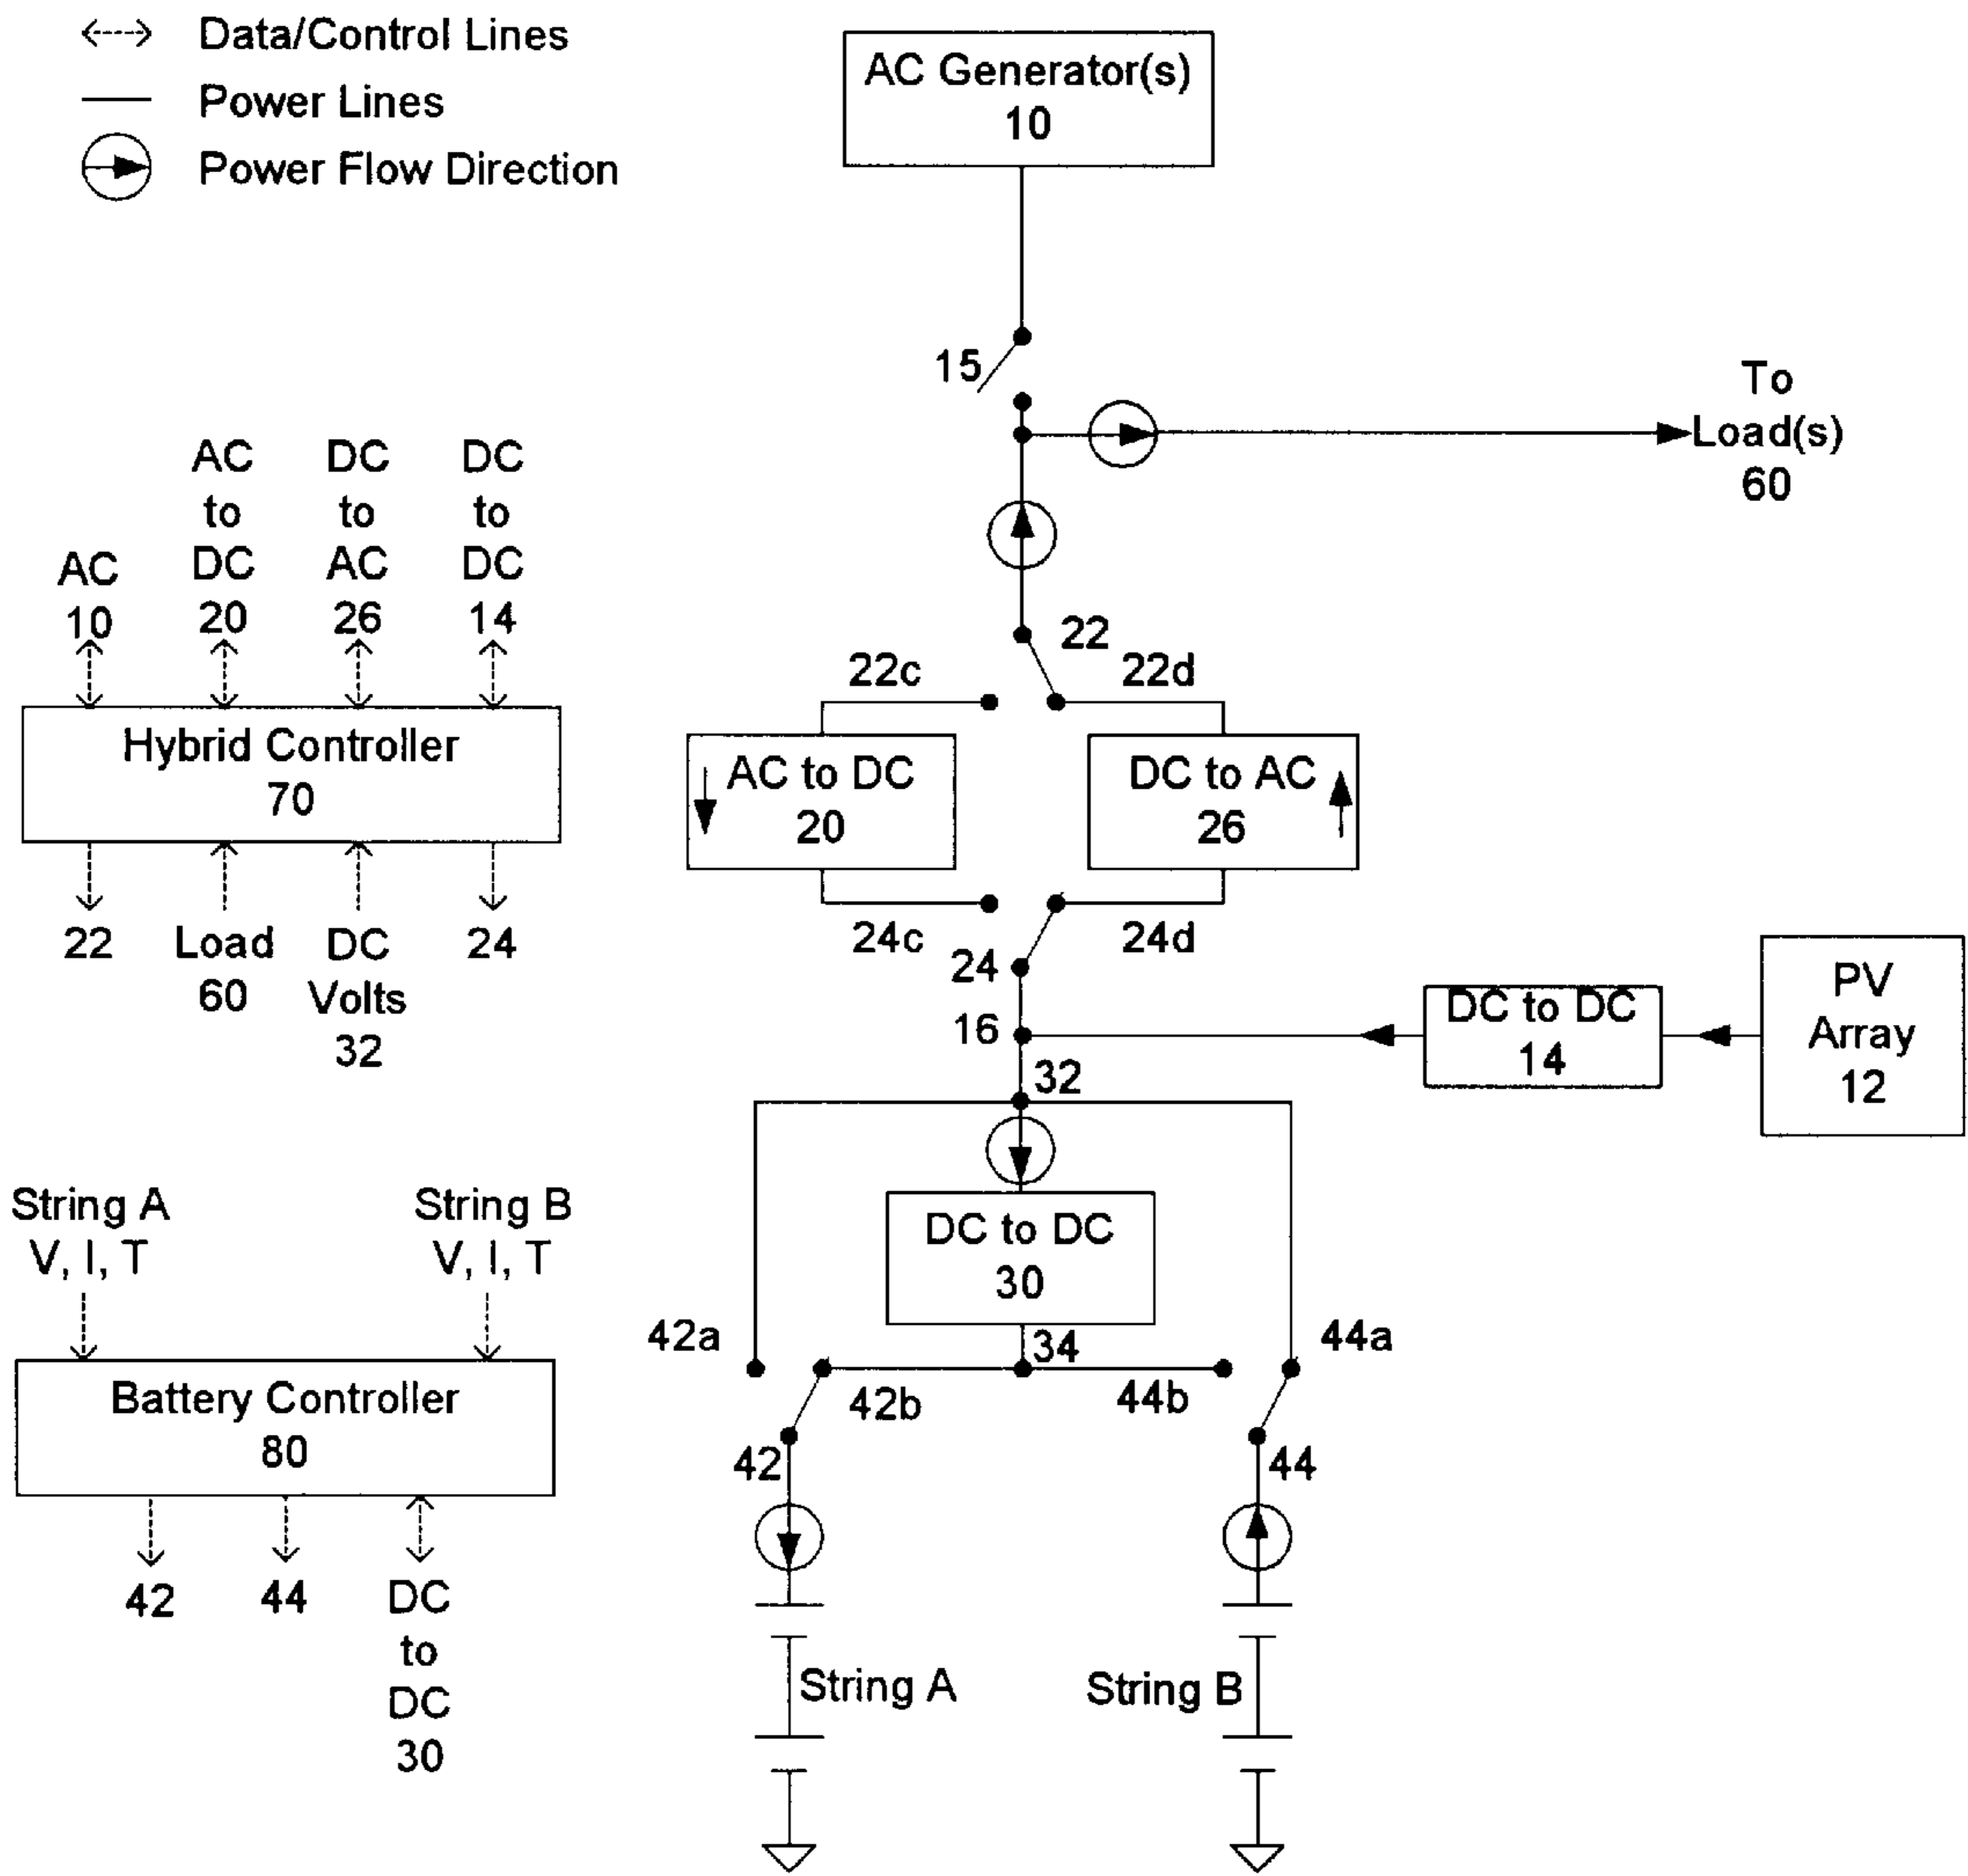 Data/Control Lines
Power Lines
Power Flow Direction
AC Generator(s)
10
15
To
Load(s)
60
AC
10
AC
to
DC
20
DC
to
AC
26
DC
to
DC
14
Hybrid Controller
70
22
Load
60
DC
Volts
32
24
22
22c
22d
AC to DC
20
DC to AC
26
24c
24d
24
16
DC to DC
14
PV
Array
12
32
DC to DC
30
34
42a
42b
44b
44a
42
44
String A
String B
String A
V, I, T
String B
V, I, T
Battery Controller
80
42
44
DC
to
DC
30